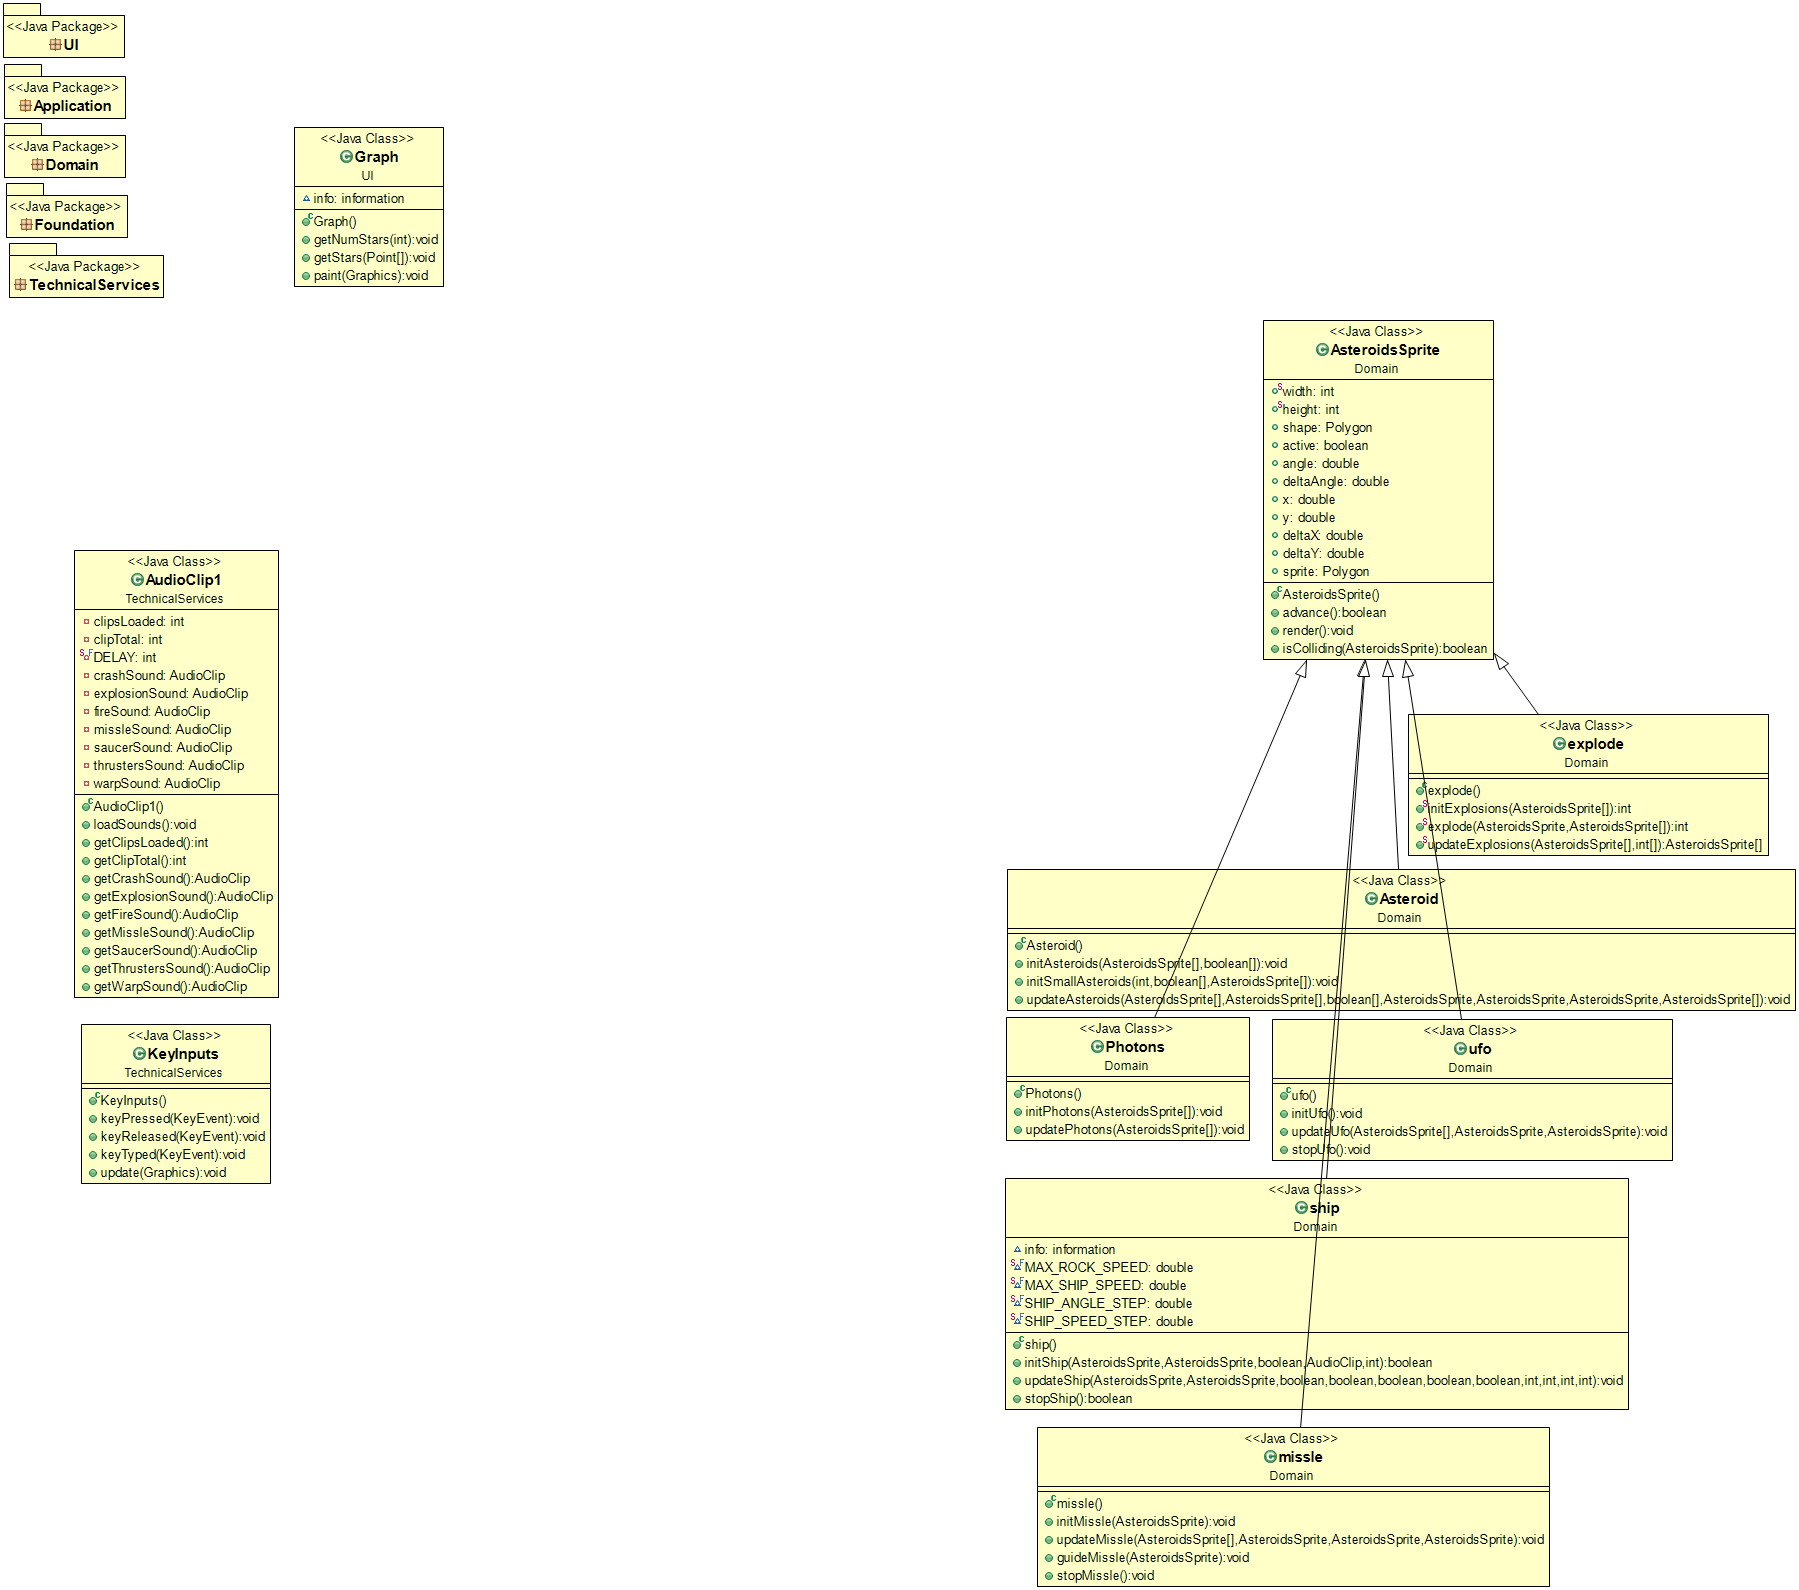 <<Java Package>>
UI
<<Java Package>>
Application
<<Java Package>>
Domain
<<Java Package>>
Foundation
<<Java Package>>
TechnicalServices
<<Java Class>>
Graph
UI
info: information
Graph()
getNumStars(int):void
getStars(Point[]):void
paint(Graphics):void
<<Java Class>>
AsteroidsSprite
Domain
width: int
height: int
shape: Polygon
active: boolean
angle: double
deltaAngle: double
x: double
y: double
deltaX: double
deltaY: double
sprite: Polygon
AsteroidsSprite()
advance():boolean
render():void
isColliding(AsteroidsSprite):boolean
<<Java Class>>
AudioClip1
TechnicalServices
clipsLoaded: int
clipTotal: int
DELAY: int
crashSound: AudioClip
explosionSound: AudioClip
fireSound: AudioClip
missleSound: AudioClip
saucerSound: AudioClip
thrustersSound: AudioClip
warpSound: AudioClip
AudioClip1()
loadSounds():void
getClipsLoaded():int
getClipTotal():int
getCrashSound():AudioClip
getExplosionSound():AudioClip
getFireSound():AudioClip
getMissleSound():AudioClip
getSaucerSound():AudioClip
getThrustersSound():AudioClip
getWarpSound():AudioClip
<<Java Class>>
KeyInputs
TechnicalServices
KeyInputs()
keyPressed(KeyEvent):void
keyReleased(KeyEvent):void
keyTyped(KeyEvent):void
update(Graphics):void
<<Java Class>>
explode
Domain
explode()
initExplosions(AsteroidsSprite[]):int
explode(AsteroidsSprite,AsteroidsSprite[]):int
updateExplosions(AsteroidsSprite[],int[]):AsteroidsSprite[]
<<Java Class>>
Asteroid
Domain
Asteroid()
initAsteroids(AsteroidsSprite[],boolean[]):void
initSmallAsteroids(int,boolean[],AsteroidsSprite[]):void
updateAsteroids(AsteroidsSprite[],AsteroidsSprite[],boolean[],AsteroidsSprite,AsteroidsSprite,AsteroidsSprite,AsteroidsSprite[]):void
<<Java Class>>
Photons
Domain
Photons()
initPhotons(AsteroidsSprite[]):void
updatePhotons(AsteroidsSprite[]):void
<<Java Class>>
ufo
Domain
ufo()
initUfo():void
updateUfo(AsteroidsSprite[],AsteroidsSprite,AsteroidsSprite):void
stopUfo():void
<<Java Class>>
ship
Domain
info: information
MAX_ROCK_SPEED: double
MAX_SHIP_SPEED: double
SHIP_ANGLE_STEP: double
SHIP_SPEED_STEP: double
ship()
initShip(AsteroidsSprite,AsteroidsSprite,boolean,AudioClip,int):boolean
updateShip(AsteroidsSprite,AsteroidsSprite,boolean,boolean,boolean,boolean,boolean,int,int,int,int):void
stopShip():boolean
<<Java Class>>
missle
Domain
missle()
initMissle(AsteroidsSprite):void
updateMissle(AsteroidsSprite[],AsteroidsSprite,AsteroidsSprite,AsteroidsSprite):void
guideMissle(AsteroidsSprite):void
stopMissle():void